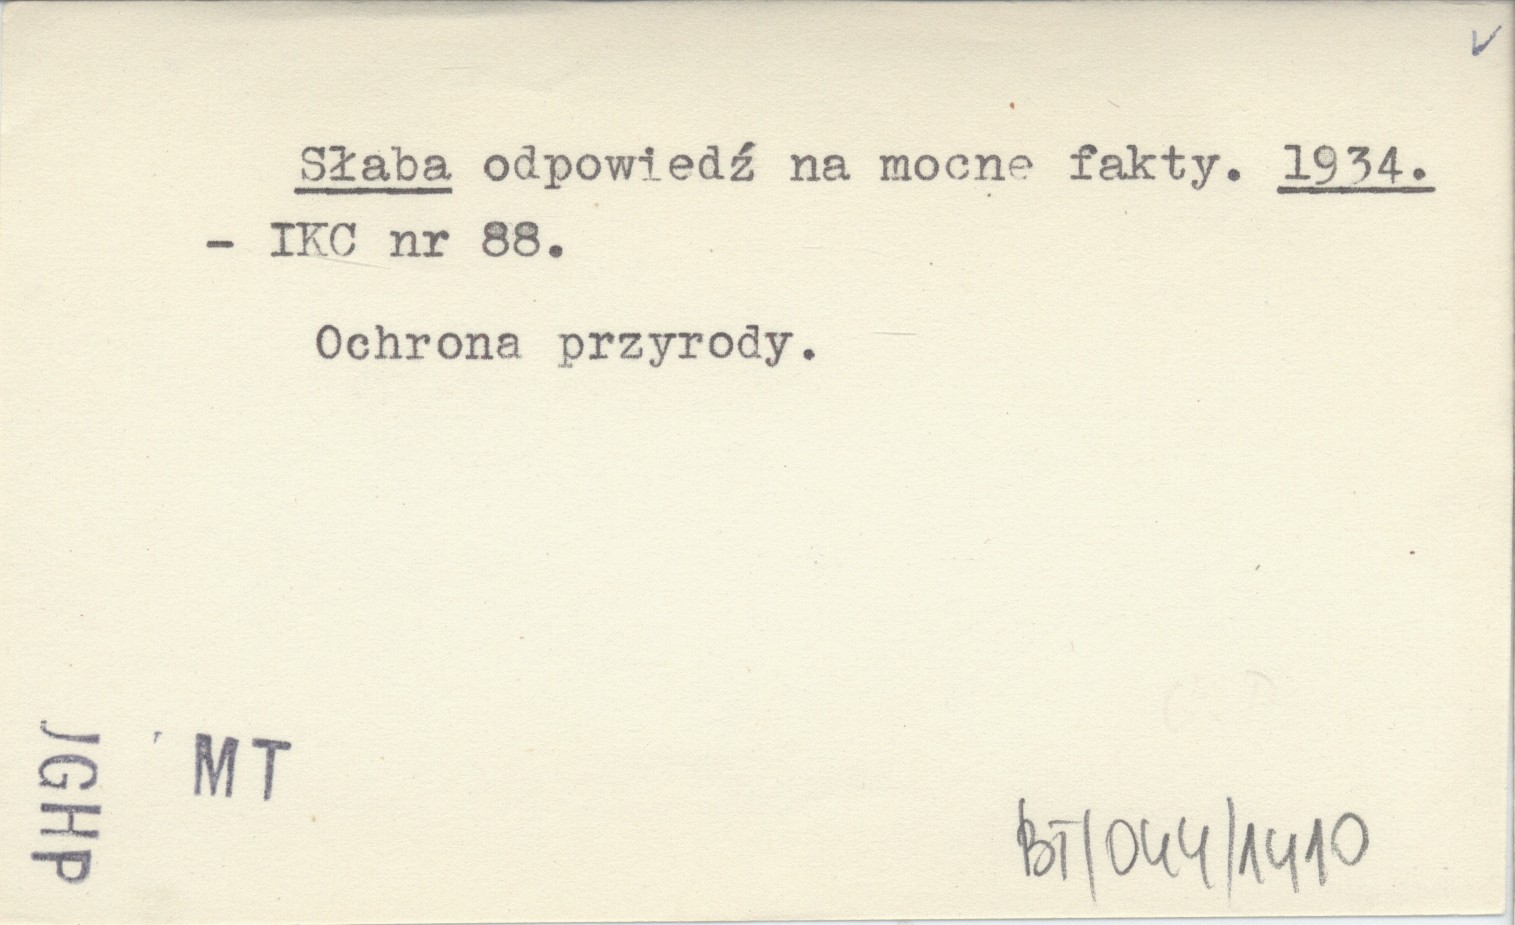 Słaba odpowiedź na mocne fakty. 1934.
- IKC nr 88.
Ochrona przyrody.
JGHP
MT
BT/044/1410